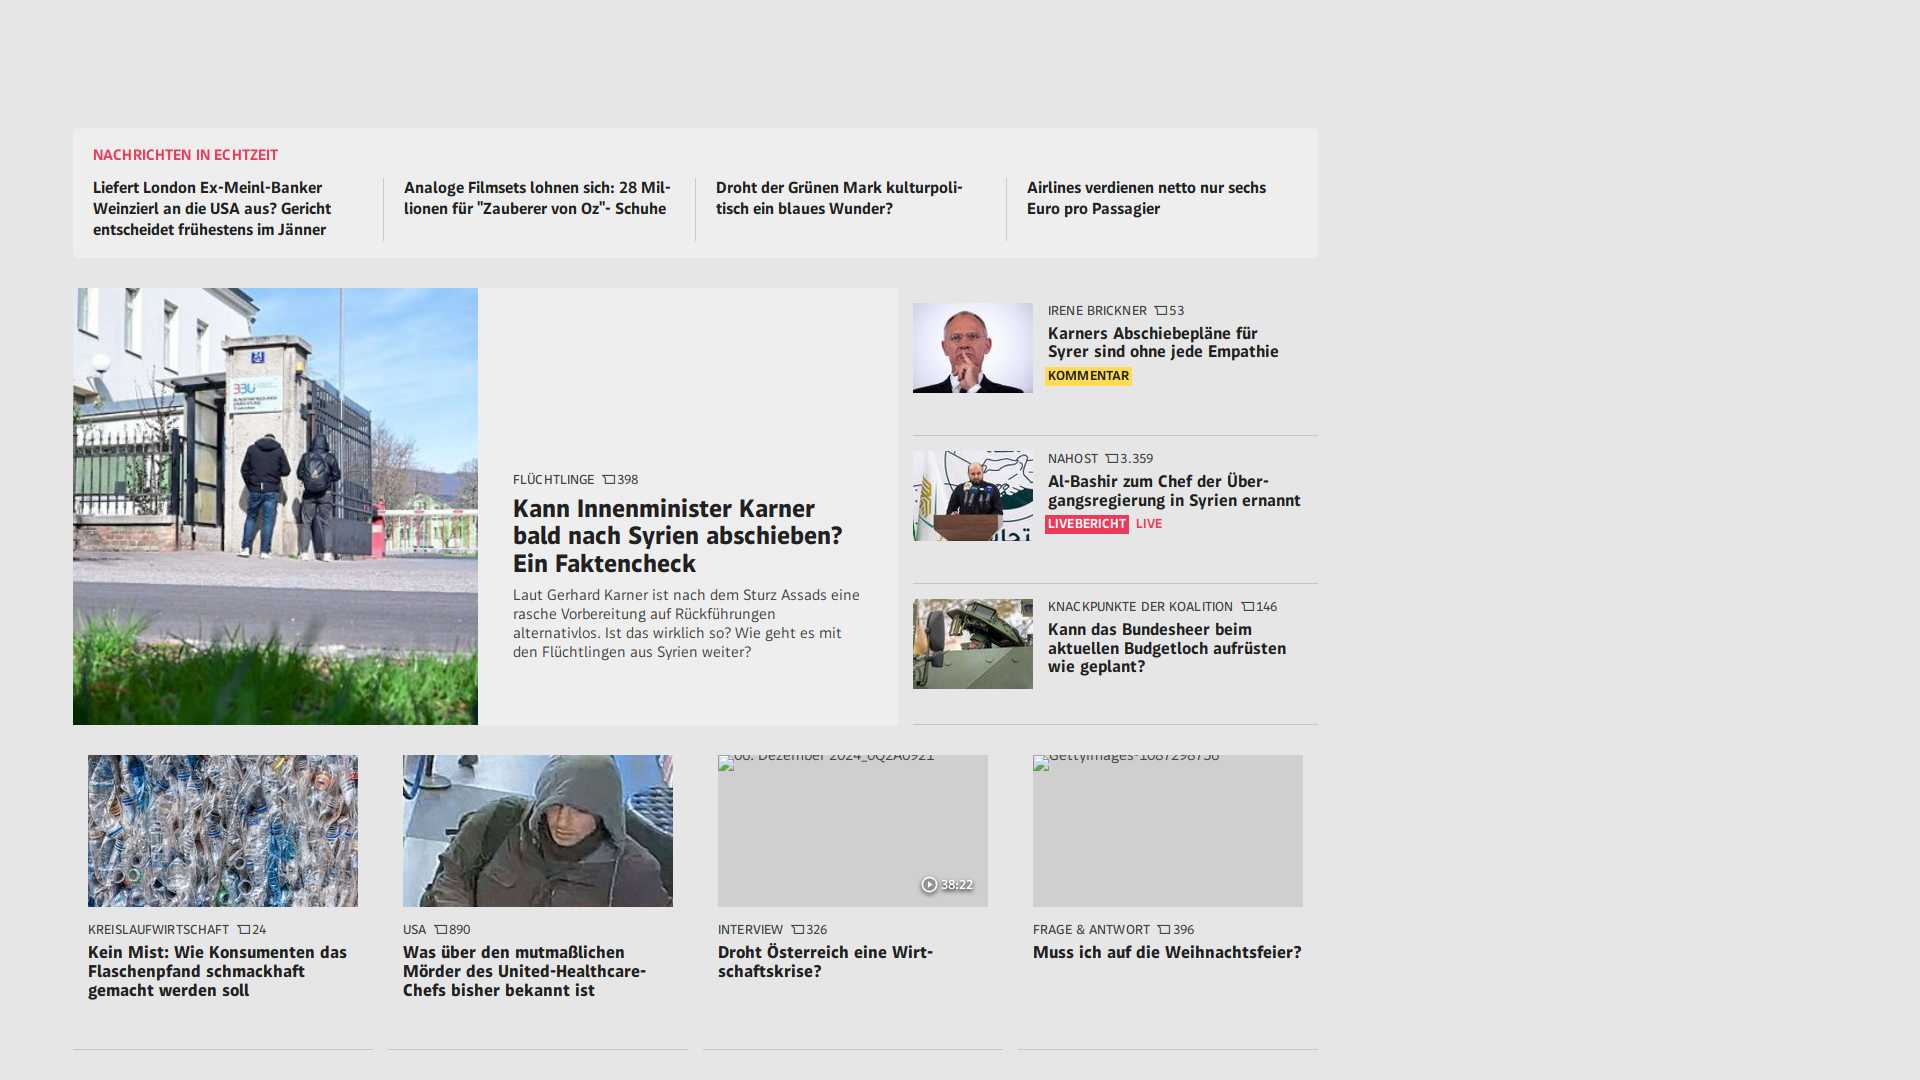 NACHRICHTEN IN ECHTZEIT
Liefert London Ex-Meinl-Banker
Weinzierl an die USA aus? Gericht
entscheidet frühestens im Jänner
Analoge Filmsets lohnen sich: 28 Mil-
lionen für "Zauberer von Oz"- Schuhe
Droht der Grünen Mark kulturpoli-
tisch ein blaues Wunder?
Airlines verdienen netto nur sechs
Euro pro Passagier
FLÜCHTLINGE 398
Kann Innenminister Karner
bald nach Syrien abschieben?
Ein Faktencheck
Laut Gerhard Karner ist nach dem Sturz Assads eine
rasche Vorbereitung auf Rückführungen
alternativlos. Ist das wirklich so? Wie geht es mit
den Flüchtlingen aus Syrien weiter?
IRENE BRICKNER 53
Karners Abschiebepläne für
Syrer sind ohne jede Empathie
KOMMENTAR
NAHOST 3.359
Al-Bashir zum Chef der Über-
gangsregierung in Syrien ernannt
LIVEBERICHT LIVE
KNACKPUNKTE DER KOALITION 146
Kann das Bundesheer beim
aktuellen Budgetloch aufrüsten
wie geplant?
KREISLAUFWIRTSCHAFT 24
Kein Mist: Wie Konsumenten das
Flaschenpfand schmackhaft
gemacht werden soll
USA 890
Was über den mutmaßlichen
Mörder des United-Healthcare-
Chefs bisher bekannt ist
06. Dezember 2024_0Q2A0921
38:22
INTERVIEW 326
Droht Österreich eine Wirt-
schaftskrise?
GettyImages-1087298756
FRAGE & ANTWORT 396
Muss ich auf die Weihnachtsfeier?